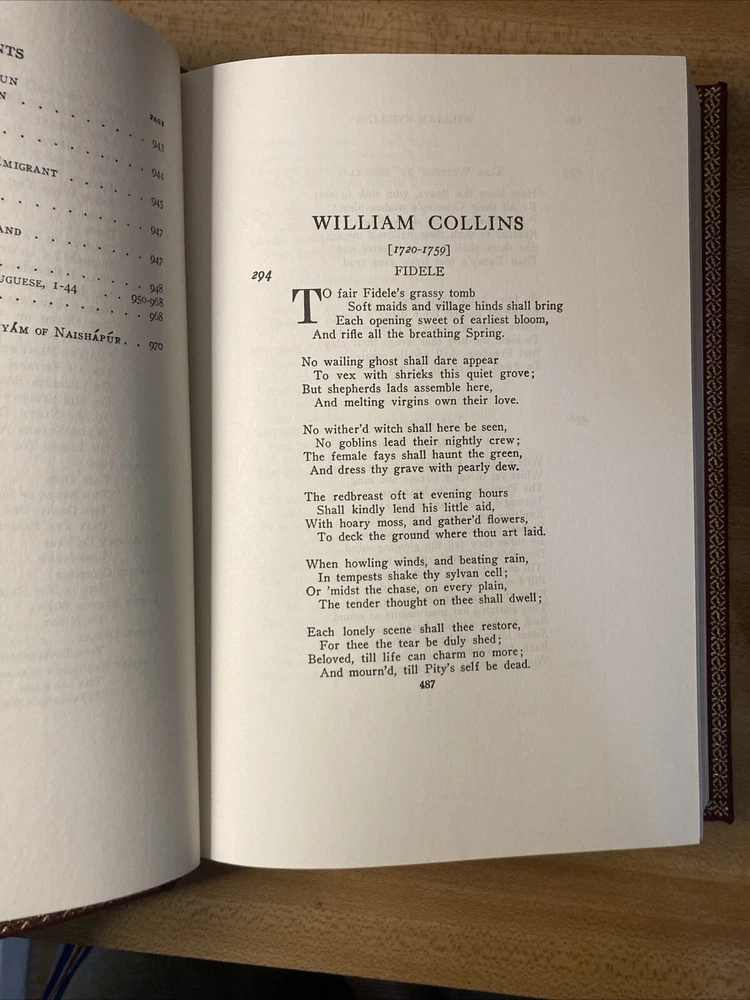 NTS
UN
N
PAGE
943
MIGRANT
944
945
947
AND
947
948
UGUESE, 1-44
950-968
968
YÁM OF NAISHÁPÚR
970
WILLIAM COLLINS
[1720-1759]
294
FIDELE
TO fair Fidele's grassy tomb
Soft maids and village hinds shall bring
Each opening sweet of earliest bloom,
And rifle all the breathing Spring.
No wailing ghost shall dare appear
To vex with shrieks this quiet grove;
But shepherds lads assemble here,
And melting virgins own their love.
No wither'd witch shall here be seen,
No goblins lead their nightly crew;
The female fays shall haunt the green,
And dress thy grave with pearly dew.
The redbreast oft at evening hours
Shall kindly lend his little aid,
With hoary moss, and gather'd flowers,
To deck the ground where thou art laid.
When howling winds, and beating rain,
In tempests shake thy sylvan cell;
Or 'midst the chase, on every plain,
The tender thought on thee shall dwell;
Each lonely scene shall thee restore,
For thee the tear be duly shed;
Beloved, till life can charm no more;
And mourn'd, till Pity's self be dead.
487